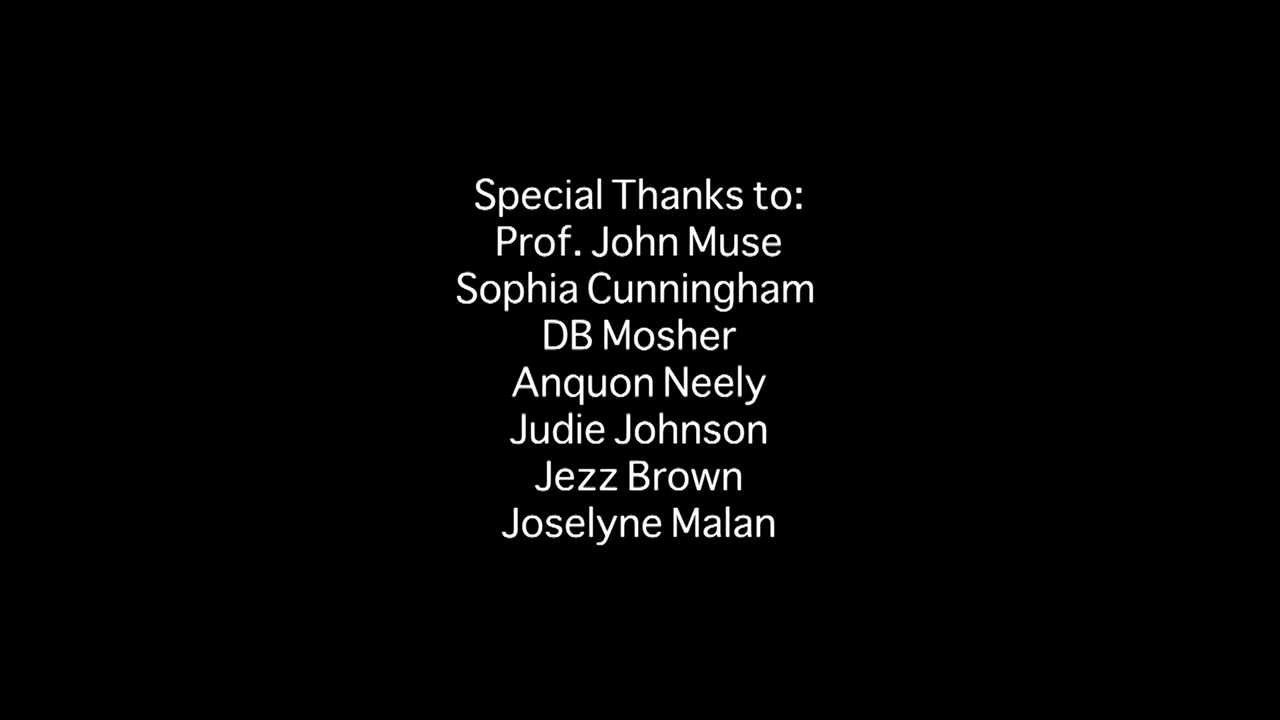 Special Thanks to:
Prof. John Muse
Sophia Cunningham
DB Mosher
Anquon Neely
Judie Johnson
Jezz Brown
Joselyne Malan